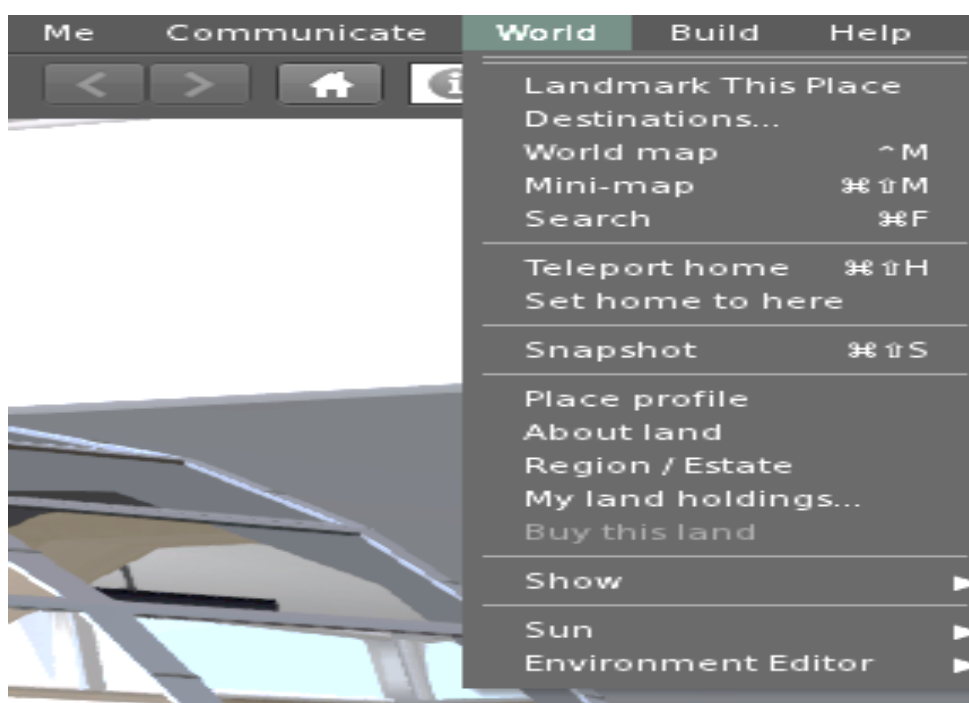 Me Communicate World Build Help
Landmark This Place
Destinations...
World map ^M
Mini-map ⌘⇧M
Search ⌘F
Teleport home ⌘⇧H
Set home to here
Snapshot ⌘⇧S
Place profile
About land
Region / Estate
My land holdings...
Buy this land
Show ▶
Sun ▶
Environment Editor ▶